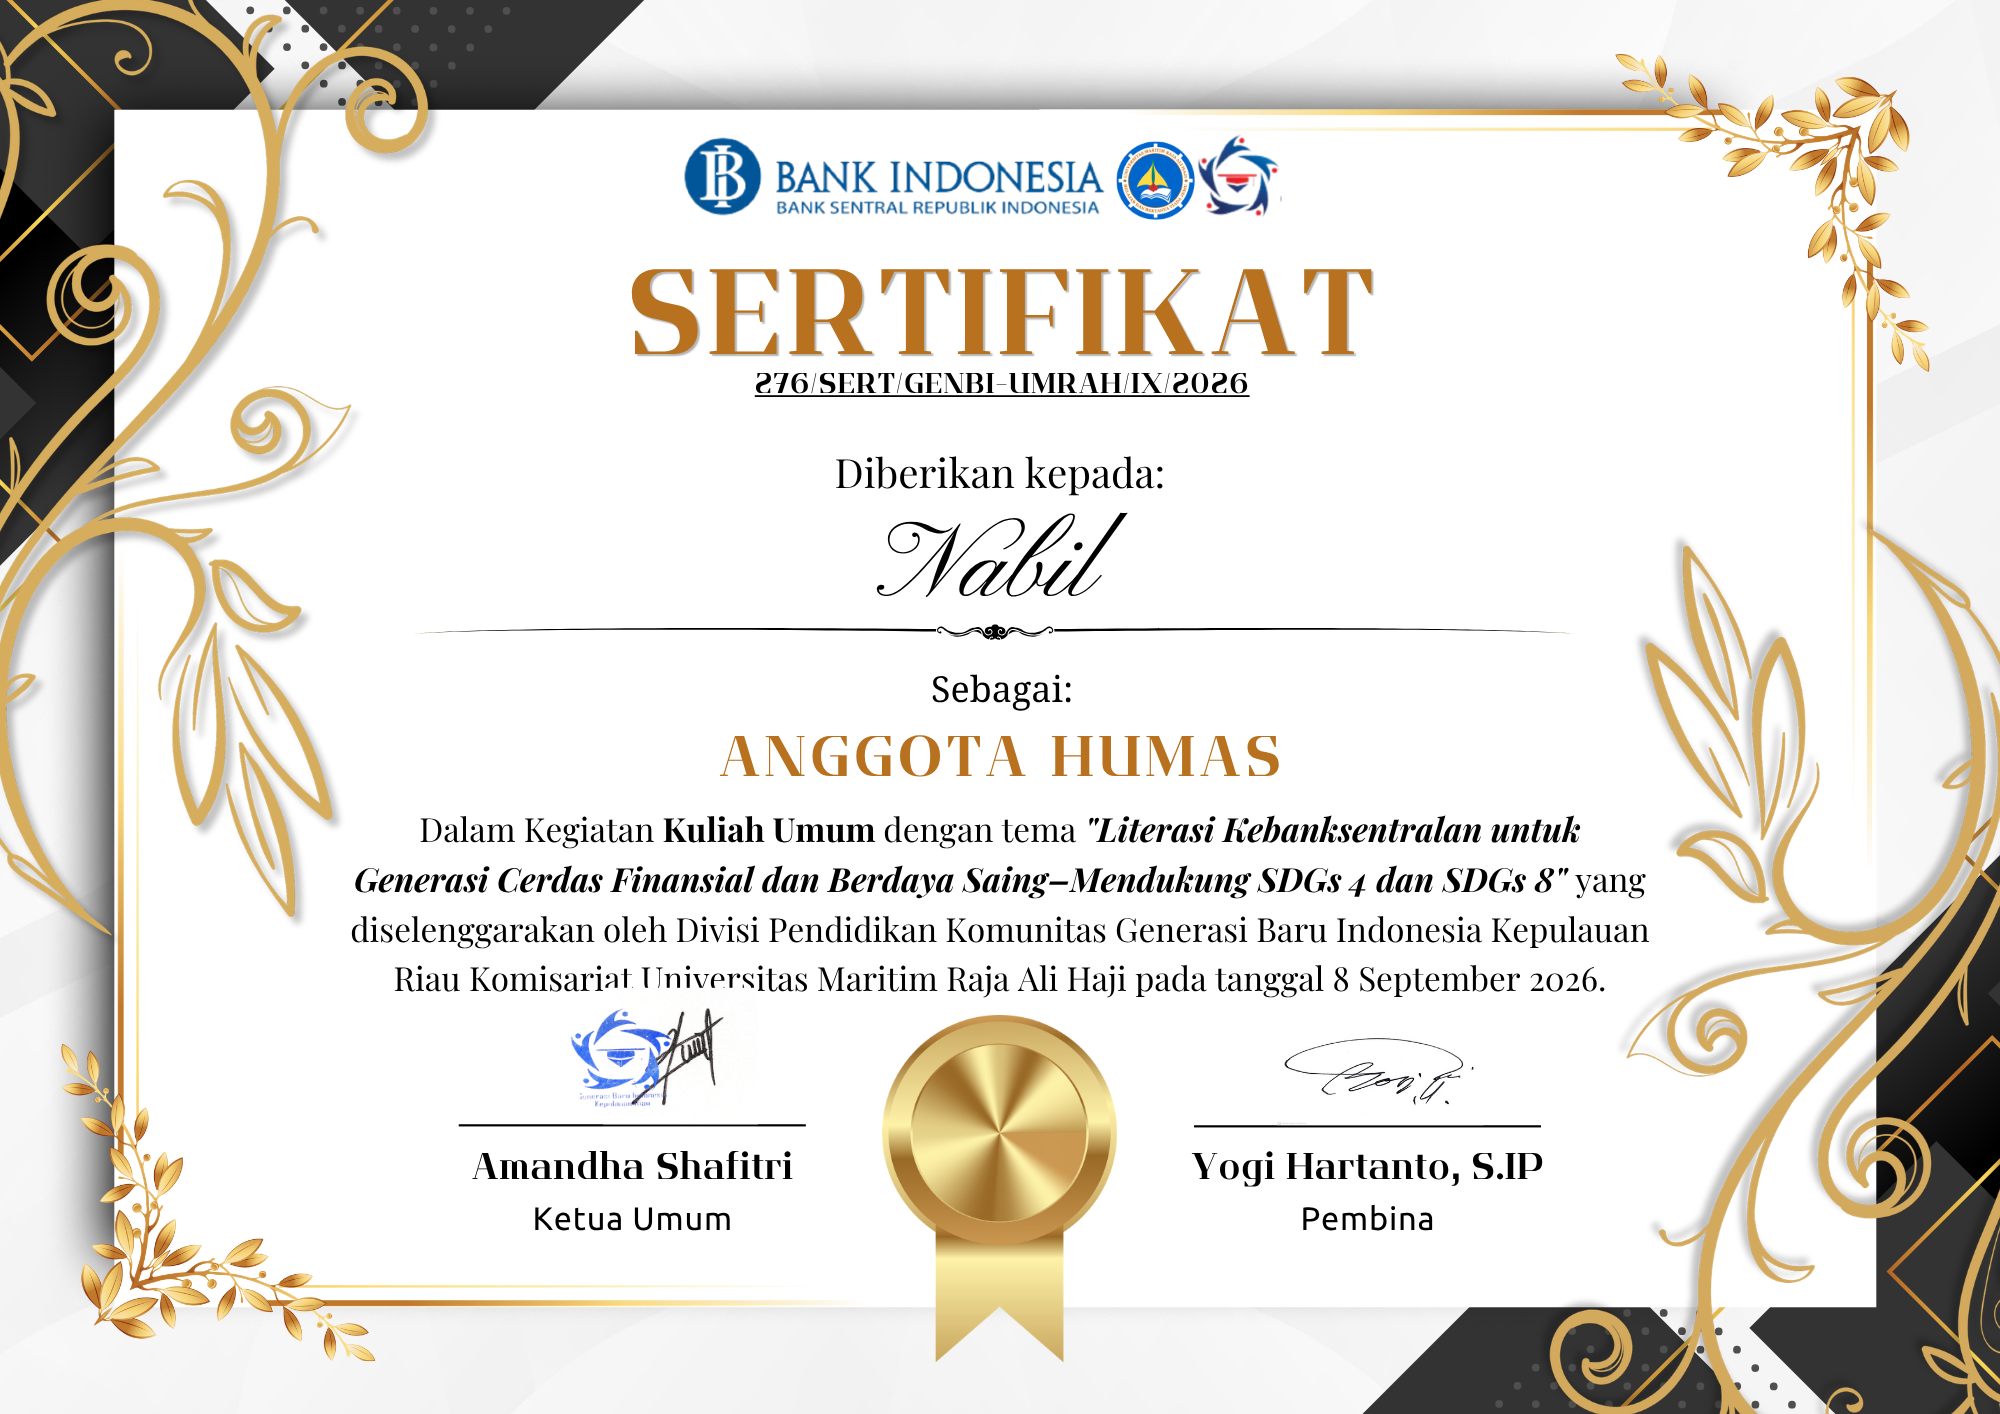 BANK INDONESIA
BANK SENTRAL REPUBLIK INDONESIA
SERTIFIKAT
276/SERT/GENBI-UMRAH/IX/2026
Diberikan kepada:
Nabil
Sebagai:
ANGGOTA HUMAS
Dalam Kegiatan Kuliah Umum dengan tema "Literasi Kebanksentralan untuk
Generasi Cerdas Finansial dan Berdaya Saing–Mendukung SDGs 4 dan SDGs 8" yang
diselenggarakan oleh Divisi Pendidikan Komunitas Generasi Baru Indonesia Kepulauan
Riau Komisariat Universitas Maritim Raja Ali Haji pada tanggal 8 September 2026.
Generasi Baru Indonesia
Amandha Shafitri
Ketua Umum
Yogi Hartanto, S.IP
Pembina